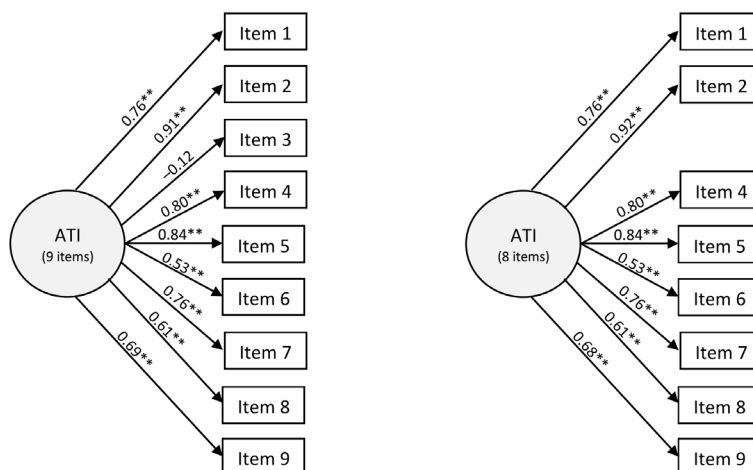 Item 1
0.76**
Item 2
0.91**
Item 3
−0.12
Item 4
0.80**
ATI
(9 items)
0.84**
Item 5
0.53**
Item 6
0.76**
Item 7
0.61**
Item 8
0.69**
Item 9
Item 1
0.76**
Item 2
0.92**
Item 4
0.80**
ATI
(8 items)
0.84**
Item 5
0.53**
Item 6
0.76**
Item 7
0.61**
Item 8
0.68**
Item 9